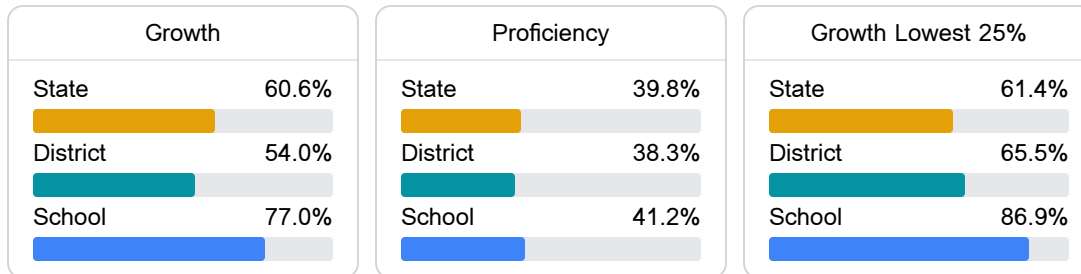 Growth
State 60.6%
District 54.0%
School 77.0%
Proficiency
State 39.8%
District 38.3%
School 41.2%
Growth Lowest 25%
State 61.4%
District 65.5%
School 86.9%